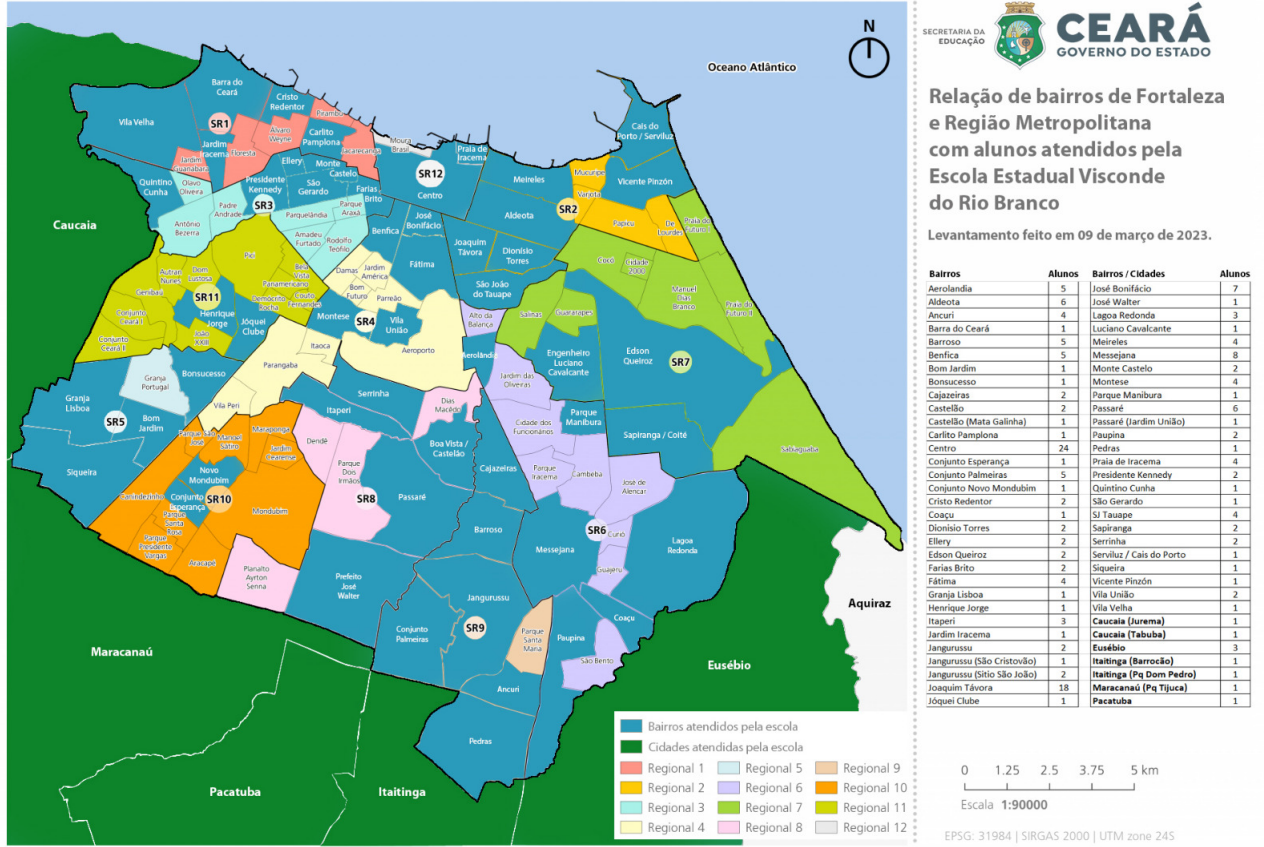 N
Oceano Atlântico
Barra do
Ceará
Vila Velha
SR1
Cristo
Redentor
Pirambu
Álvaro
Weyne
Carlito
Pamplona
Jacarecanga
Moura
Brasil
Jardim
Iracema
Floresta
Jardim
Guanabara
Quintino
Cunha
Olavo
Oliveira
Presidente
Kennedy
Ellery
Monte
Castelo
São
Gerardo
Farias
Brito
SR12
Centro
Praia de
Iracema
Meireles
Cais do
Porto / Serviluz
Mucuripe
Vicente Pinzón
Varjota
SR2
Aldeota
Papicu
De
Lourdes
Praia do
Futuro I
Padre
Andrade
SR3
Parquelândia
Parque
Araxá
Antônio
Bezerra
Amadeu
Furtado
Rodolfo
Teófilo
Benfica
José
Bonifácio
Joaquim
Távora
Dionísio
Torres
Fátima
São João
do Tauape
Cocó
Cidade
2000
Manuel
Dias
Branco
Praia do
Futuro II
Caucaia
Autran
Nunes
Dom
Lustosa
Pici
Bela
Vista
Panamericano
Couto
Fernandes
Democrito
Rocha
Genibaú
SR11
Henrique
Jorge
Jóquei
Clube
Conjunto
Ceará I
Conjunto
Ceará II
João
XXIII
Damas
Jardim
América
Bom
Futuro
Parreão
Montese
SR4
Vila
União
Itaoca
Aeroporto
Parangaba
Vila Peri
Alto da
Balança
Aerolândia
Salinas
Guararapes
Engenheiro
Luciano
Cavalcante
Edson
Queiroz
SR7
Granja
Portugal
Bonsucesso
Granja
Lisboa
SR5
Bom
Jardim
Siqueira
Serrinha
Itaperi
Dias
Macêdo
Boa Vista /
Castelão
Jardim das
Oliveiras
Cidade dos
Funcionários
Parque
Manibura
Sapiranga / Coité
Sabiaguaba
Cajazeiras
Parque
Iracema
Cambeba
José de
Alencar
Parque São
José
Manoel
Sátiro
Maraponga
Jardim
Cearense
Novo
Mondubim
Canindezinho
Conjunto
Esperança
SR10
Parque
Santa
Rosa
Parque
Presidente
Vargas
Mondubim
Aracapé
Dendê
Parque
Dois
Irmãos
SR8
Passaré
Planalto
Ayrton
Senna
Prefeito
José
Walter
Barroso
Messejana
SR6
Curió
Guajeru
Lagoa
Redonda
Jangurussu
Conjunto
Palmeiras
SR9
Parque
Santa
Maria
Paupina
Coaçu
São Bento
Ancuri
Pedras
Aquiraz
Eusébio
Maracanaú
Pacatuba
Itaitinga
Bairros atendidos pela escola
Cidades atendidas pela escola
Regional 1 Regional 5 Regional 9
Regional 2 Regional 6 Regional 10
Regional 3 Regional 7 Regional 11
Regional 4 Regional 8 Regional 12
SECRETARIA DA
EDUCAÇÃO
CEARÁ
GOVERNO DO ESTADO
Relação de bairros de Fortaleza
e Região Metropolitana
com alunos atendidos pela
Escola Estadual Visconde
do Rio Branco
Levantamento feito em 09 de março de 2023.
Bairros Alunos Bairros / Cidades Alunos
Aerolandia 5 José Bonifácio 7
Aldeota 6 José Walter 1
Ancuri 4 Lagoa Redonda 3
Barra do Ceará 1 Luciano Cavalcante 1
Barroso 5 Meireles 4
Benfica 5 Messejana 8
Bom Jardim 1 Monte Castelo 2
Bonsucesso 1 Montese 4
Cajazeiras 2 Parque Manibura 1
Castelão 2 Passaré 6
Castelão (Mata Galinha) 1 Passaré (Jardim União) 1
Carlito Pamplona 1 Paupina 2
Centro 24 Pedras 1
Conjunto Esperança 1 Praia de Iracema 4
Conjunto Palmeiras 5 Presidente Kennedy 2
Conjunto Novo Mondubim 1 Quintino Cunha 1
Cristo Redentor 2 São Gerardo 1
Coaçu 1 SJ Tauape 4
Dionisio Torres 2 Sapiranga 2
Ellery 2 Serrinha 2
Edson Queiroz 2 Serviluz / Cais do Porto 1
Farias Brito 2 Siqueira 1
Fátima 4 Vicente Pinzón 1
Granja Lisboa 1 Vila União 2
Henrique Jorge 1 Vila Velha 1
Itaperi 3 Caucaia (Jurema) 1
Jardim Iracema 1 Caucaia (Tabuba) 1
Jangurussu 2 Eusébio 3
Jangurussu (São Cristovão) 1 Itaitinga (Barrocão) 1
Jangurussu (Sitio São João) 2 Itaitinga (Pq Dom Pedro) 1
Joaquim Távora 18 Maracanaú (Pq Tijuca) 1
Jóquei Clube 1 Pacatuba 1
0 1.25 2.5 3.75 5 km
Escala 1:90000
EPSG: 31984 | SIRGAS 2000 | UTM zone 24S